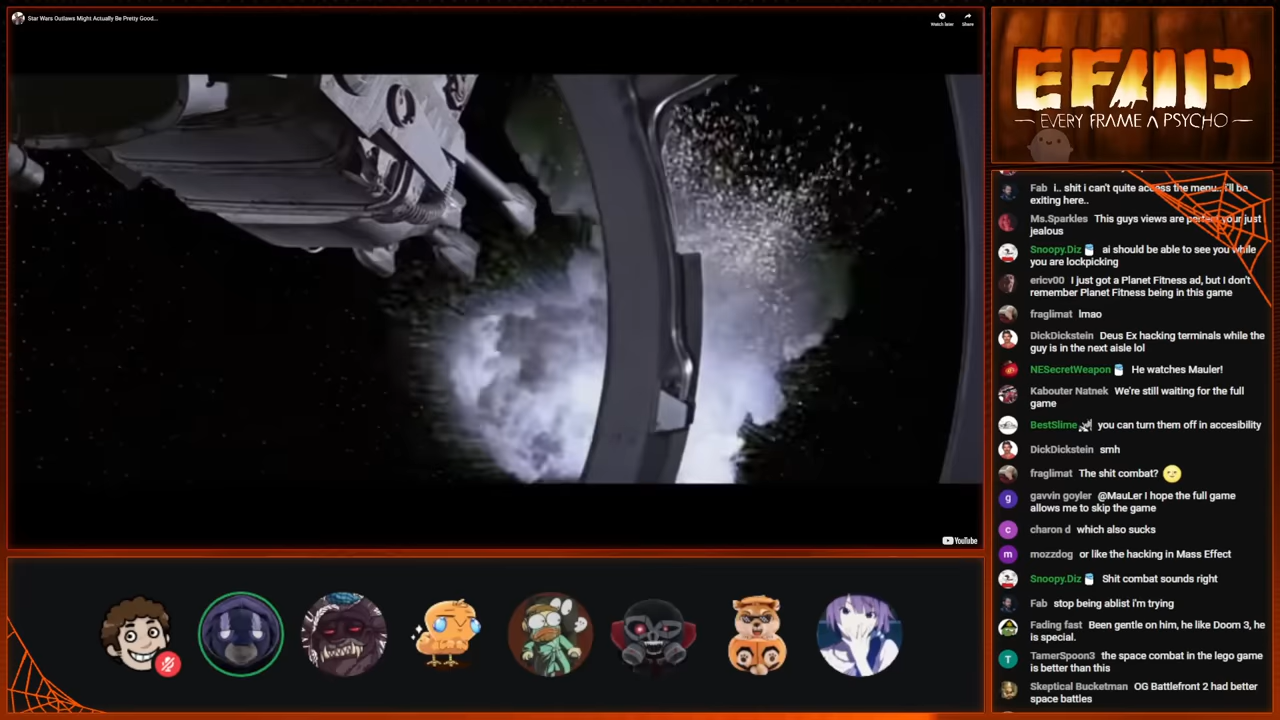 Star Wars Outlaws Might Actually Be Pretty Good...
Watch later
Share
YouTube
EFAP
EVERY FRAME A PSYCHO
Fab i.. shit i can't quite access the menu.. I'll be
exiting here..
Ms.Sparkles This guys views are perfect your just
jealous
Snoopy.Diz ai should be able to see you while
you are lockpicking
ericv00 I just got a Planet Fitness ad, but I don't
remember Planet Fitness being in this game
fraglimat lmao
DickDickstein Deus Ex hacking terminals while the
guy is in the next aisle lol
NESecretWeapon He watches Mauler!
Kabouter Natnek We're still waiting for the full
game
BestSlime you can turn them off in accesibility
DickDickstein smh
fraglimat The shit combat?
g
gavvin goyler @MauLer I hope the full game
allows me to skip the game
c
charon d which also sucks
m
mozzdog or like the hacking in Mass Effect
Snoopy.Diz Shit combat sounds right
Fab stop being ablist i'm trying
Fading fast Been gentle on him, he like Doom 3, he
is special.
T
TamerSpoon3 the space combat in the lego game
is better than this
Skeptical Bucketman OG Battlefront 2 had better
space battles